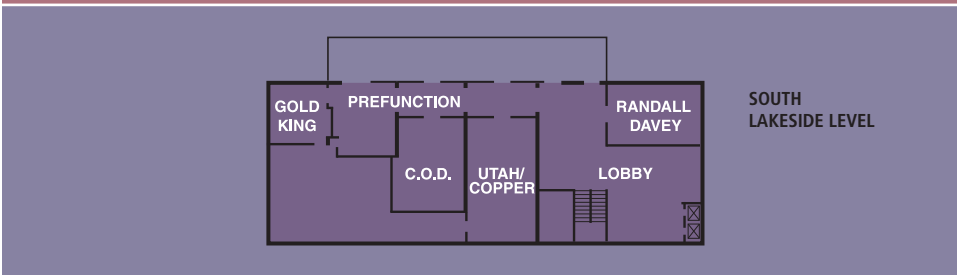 GOLD
KING
PREFUNCTION
C.O.D.
UTAH/
COPPER
LOBBY
RANDALL
DAVEY
SOUTH
LAKESIDE LEVEL